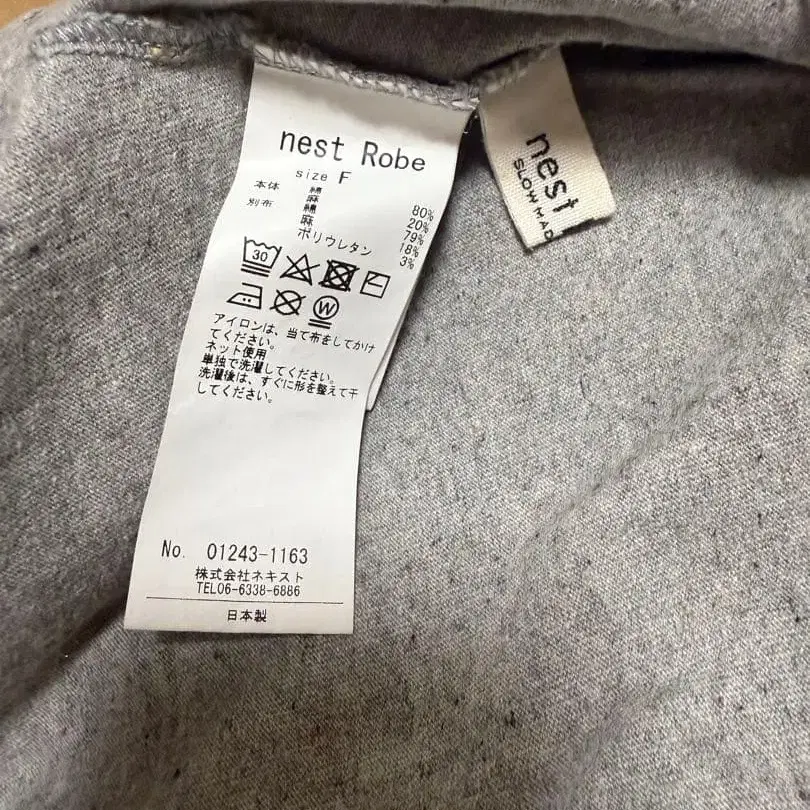 nest Robe
size F
本体 綿 80%
麻 20%
別布 綿 79%
麻 18%
ポリウレタン 3%
30
W
アイロンは、当て布をしてかけ
てください。
ネット使用
単独で洗濯してください。
洗濯後は、すぐに形を整えて干
してください。
No. 01243-1163
株式会社ネキスト
TEL06-6338-6886
日本製
nest
SLOW MAD